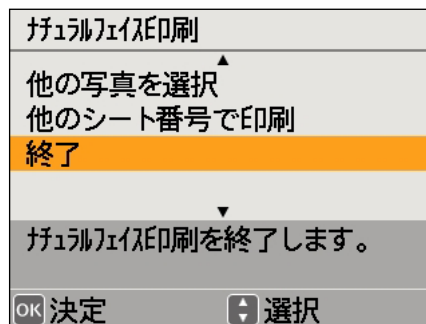 ﾅﾁｭﾗﾙﾌｪｲｽ印刷
他の写真を選択
他のシート番号で印刷
終了
ﾅﾁｭﾗﾙﾌｪｲｽ印刷を終了します。
OK 決定 選択